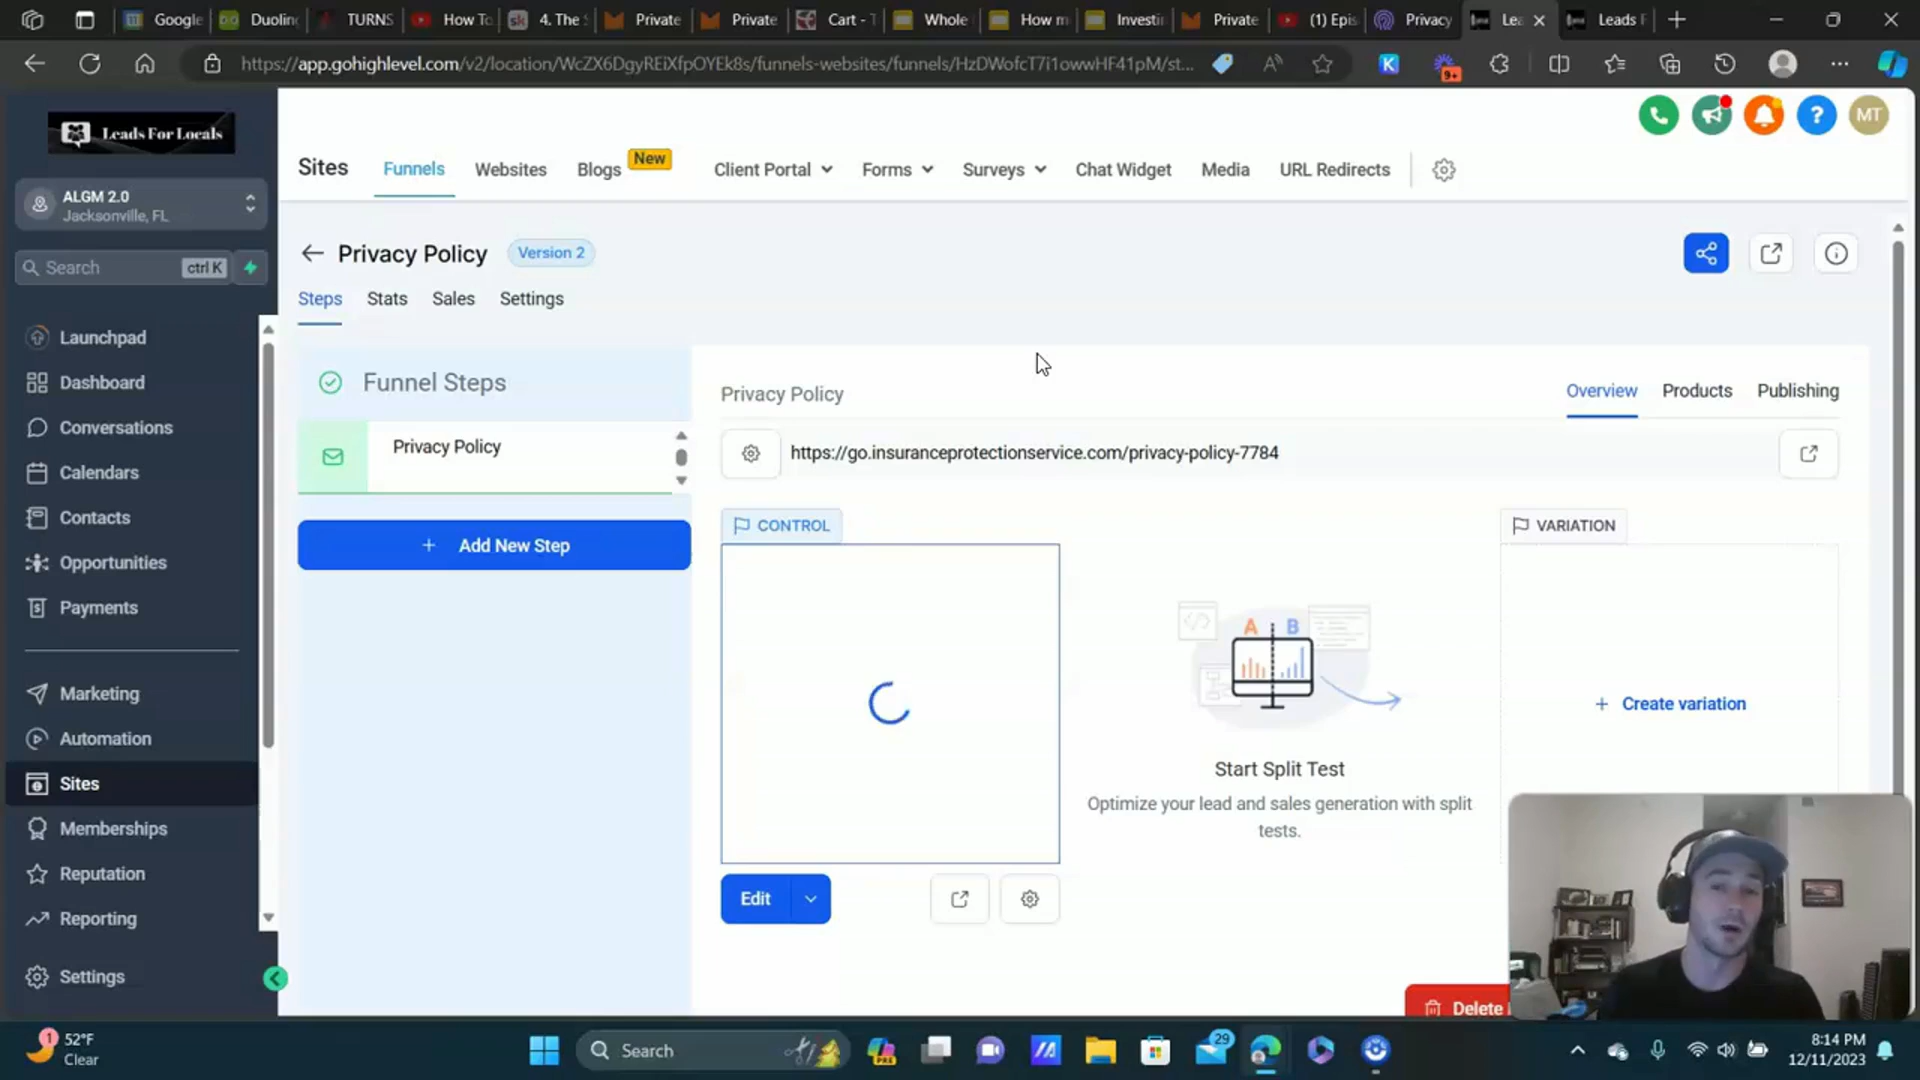 Google
Duoling
TURNS
How To
4. The S
Private
Private
Cart - T
Whole
How m
Investin
Private
(1) Epis
Privacy
Lea
Leads F
https://app.gohighlevel.com/v2/location/WcZX6DgyREiXfpOYEk8s/funnels-websites/funnels/HzDWofcT7i1owwHF41pM/st...
9+
Leads For Locals
MT
Sites
Funnels
Websites
Blogs
New
Client Portal
Forms
Surveys
Chat Widget
Media
URL Redirects
ALGM 2.0
Jacksonville, FL
Search
ctrl K
Launchpad
Dashboard
Conversations
Calendars
Contacts
Opportunities
Payments
Marketing
Automation
Sites
Memberships
Reputation
Reporting
Settings
Privacy Policy
Version 2
Steps
Stats
Sales
Settings
Funnel Steps
Privacy Policy
+ Add New Step
Privacy Policy
Overview
Products
Publishing
https://go.insuranceprotectionservice.com/privacy-policy-7784
CONTROL
VARIATION
A B
+ Create variation
Start Split Test
Optimize your lead and sales generation with split
tests.
Edit
Delete
1
52°F
Clear
Search
PRE
29
8:14 PM
12/11/2023